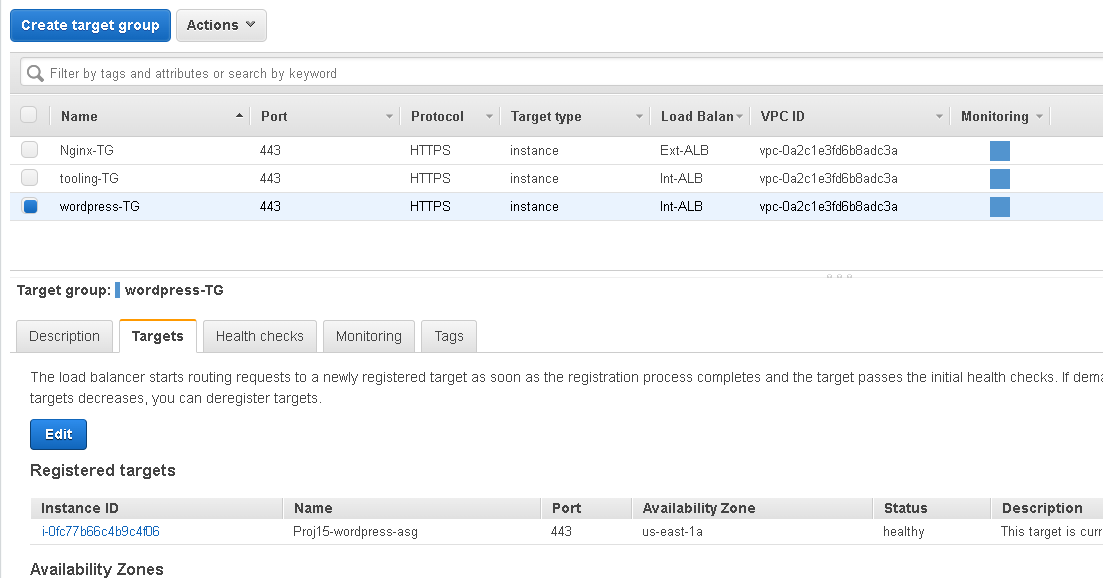 Create target group Actions
Filter by tags and attributes or search by keyword
Name Port Protocol Target type Load Balan VPC ID Monitoring
Nginx-TG 443 HTTPS instance Ext-ALB vpc-0a2c1e3fd6b8adc3a
tooling-TG 443 HTTPS instance Int-ALB vpc-0a2c1e3fd6b8adc3a
wordpress-TG 443 HTTPS instance Int-ALB vpc-0a2c1e3fd6b8adc3a
Target group: wordpress-TG
Description Targets Health checks Monitoring Tags
The load balancer starts routing requests to a newly registered target as soon as the registration process completes and the target passes the initial health checks. If dema
targets decreases, you can deregister targets.
Edit
Registered targets
Instance ID Name Port Availability Zone Status Description
i-0fc77b66c4b9c4f06 Proj15-wordpress-asg 443 us-east-1a healthy This target is curr
Availability Zones